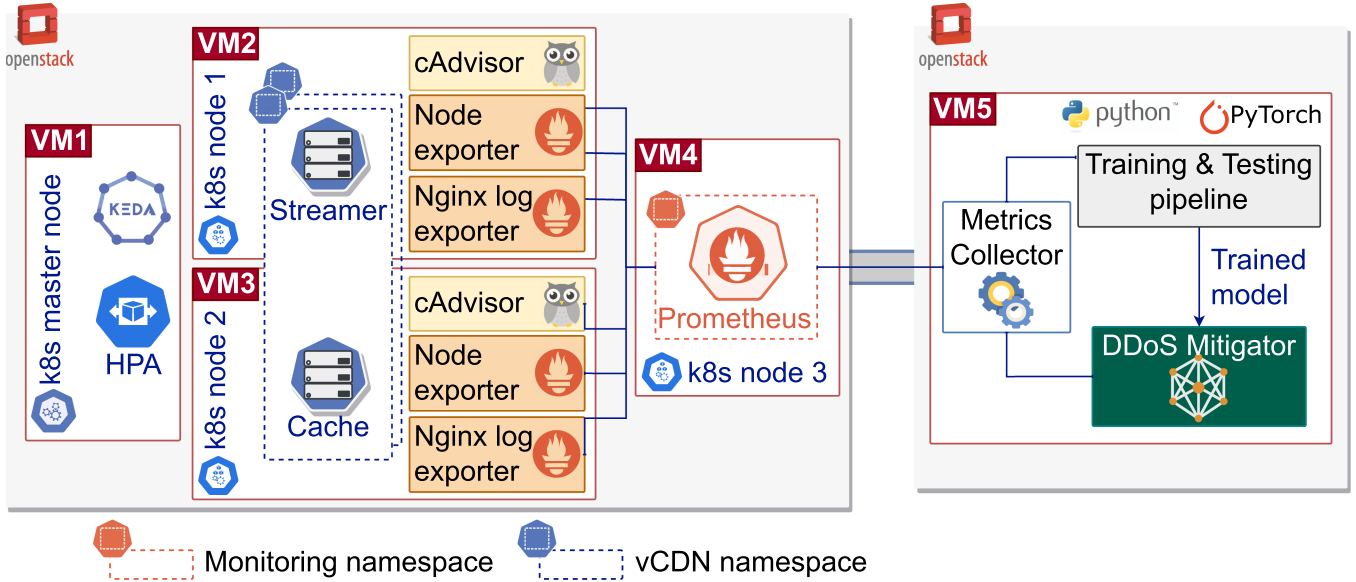 openstack
VM1
k8s master node
KEDA
HPA
VM2
k8s node 1
Streamer
cAdvisor
Node
exporter
Nginx log
exporter
VM3
k8s node 2
Cache
cAdvisor
Node
exporter
Nginx log
exporter
VM4
Prometheus
k8s node 3
openstack
VM5
python™
PyTorch
Training & Testing
pipeline
Metrics
Collector
Trained
model
DDoS Mitigator
Monitoring namespace
vCDN namespace